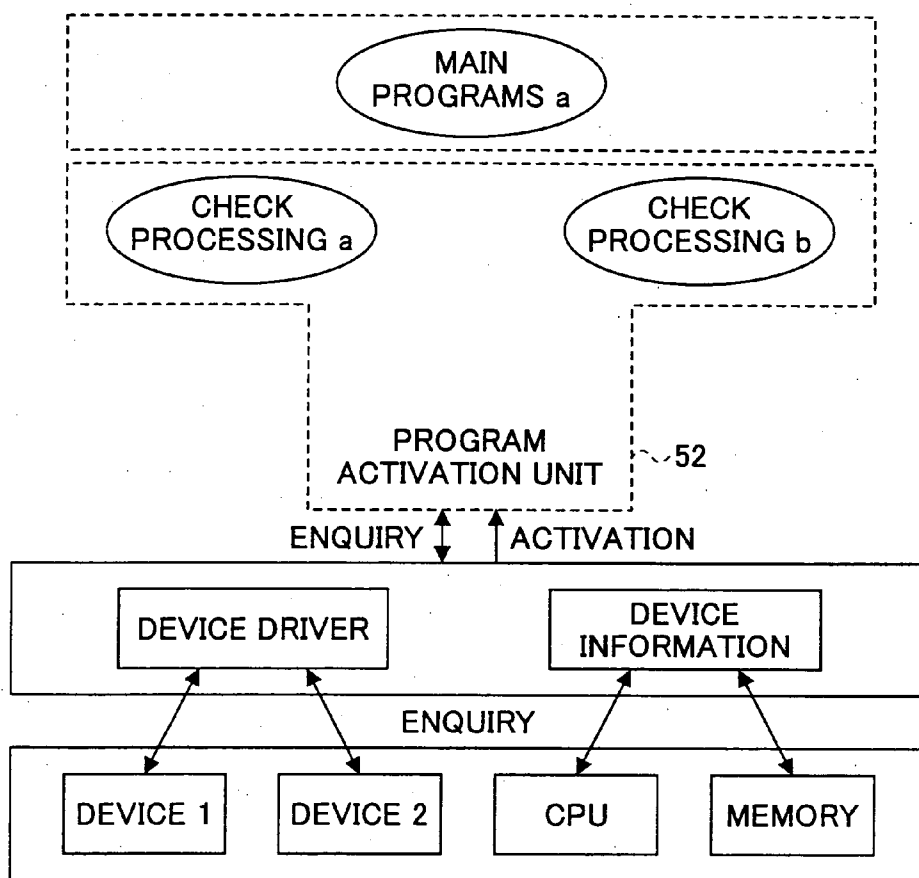 MAIN
PROGRAMS a
CHECK
PROCESSING a
CHECK
PROCESSING b
PROGRAM
ACTIVATION UNIT
52
ENQUIRY
ACTIVATION
DEVICE DRIVER
DEVICE
INFORMATION
ENQUIRY
DEVICE 1
DEVICE 2
CPU
MEMORY